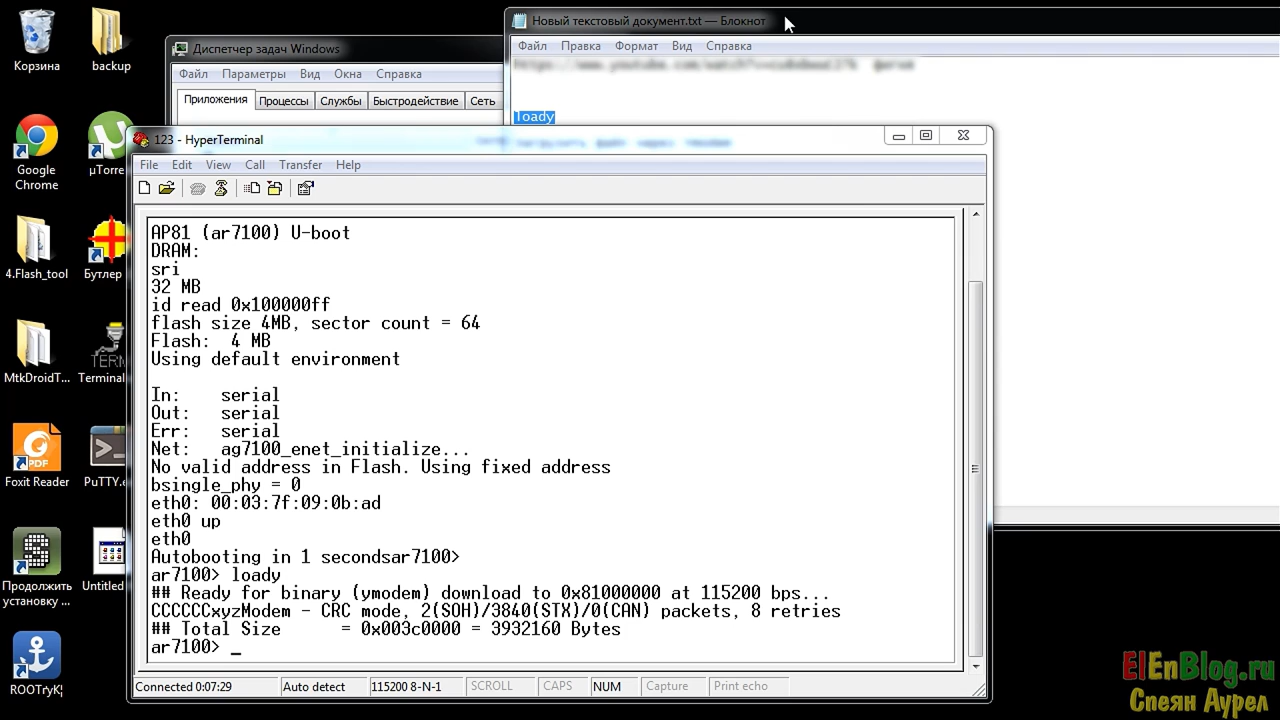 Корзина
backup
Google
Chrome
µTorre
4.Flash_tool
Бутлер
MtkDroidT...
TERM
Terminal
PDF
Foxit Reader
PuTTY.e
Продолжить
установку ...
Untitled
ROOTryK
Диспетчер задач Windows
Файл Параметры Вид Окна Справка
Приложения Процессы Службы Быстродействие Сеть
Новый текстовый документ.txt — Блокнот
Файл Правка Формат Вид Справка
loady
123 - HyperTerminal
File Edit View Call Transfer Help
AP81 (ar7100) U-boot
DRAM:
sri
32 MB
id read 0x100000ff
flash size 4MB, sector count = 64
Flash:  4 MB
Using default environment
In:    serial
Out:   serial
Err:   serial
Net:   ag7100_enet_initialize...
No valid address in Flash. Using fixed address
bsingle_phy = 0
eth0: 00:03:7f:09:0b:ad
eth0 up
eth0
Autobooting in 1 secondsar7100>
ar7100> loady
## Ready for binary (ymodem) download to 0x81000000 at 115200 bps...
CCCCCCxyzModem - CRC mode, 2(SOH)/3840(STX)/0(CAN) packets, 8 retries
## Total Size      = 0x003c0000 = 3932160 Bytes
ar7100> _
Connected 0:07:29 Auto detect 115200 8-N-1 SCROLL CAPS NUM Capture Print echo
ElEnBlog.ru
Спеян Аурел